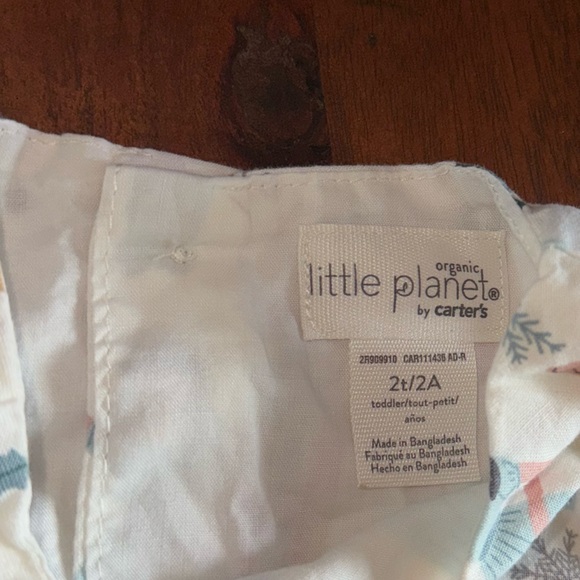 organic
little planet®
by carter's
2R909910 CAR111436 AD-R
2t/2A
toddler/tout-petit/
años
Made in Bangladesh
Fabriqué au Bangladesh
Hecho en Bangladesh